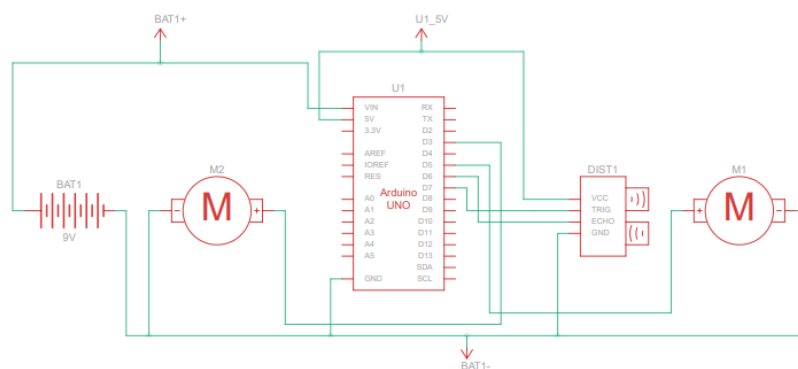 BAT1+
U1_5V
U1
VIN
5V
3.3V
AREF
IOREF
RES
A0
A1
A2
A3
A4
A5
GND
Arduino
UNO
RX
TX
D2
D3
D4
D5
D6
D7
D8
D9
D10
D11
D12
D13
SDA
SCL
BAT1
9V
M2
M
-
+
DIST1
VCC
TRIG
ECHO
GND
M1
+
M
-
BAT1-